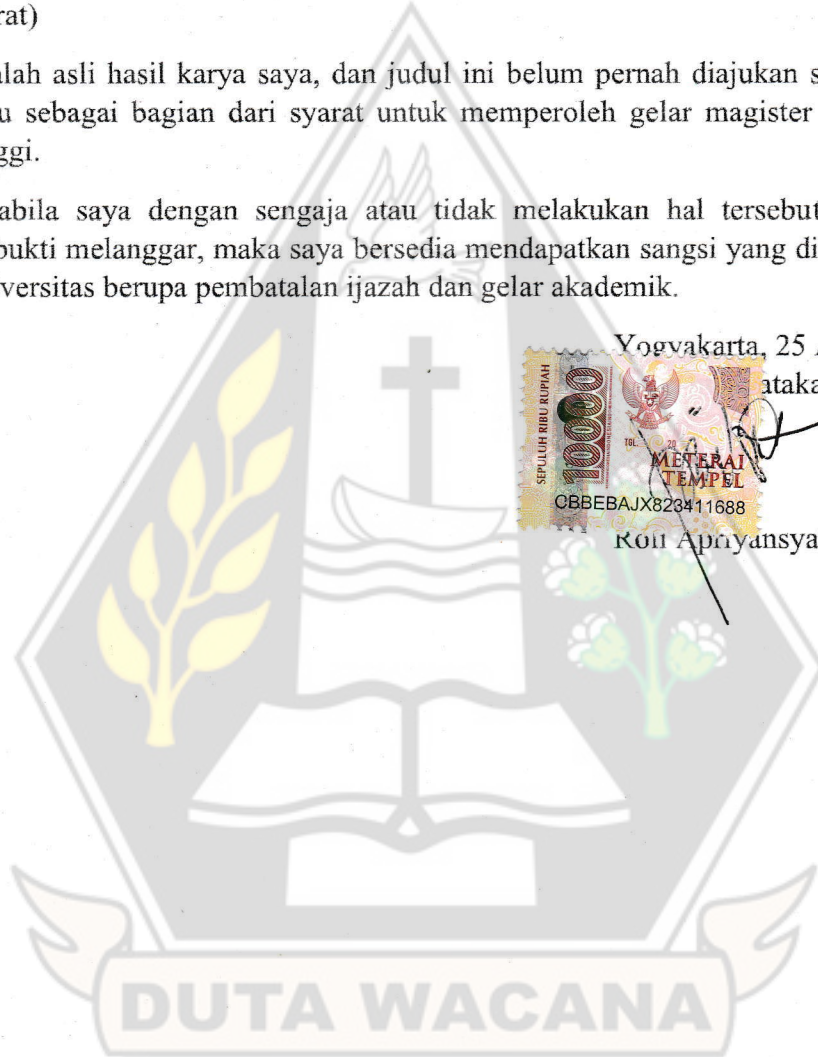 rat)
lah asli hasil karya saya, dan judul ini belum pernah diajukan s
u sebagai bagian dari syarat untuk memperoleh gelar magister
ggi.
abila saya dengan sengaja atau tidak melakukan hal tersebut
bukti melanggar, maka saya bersedia mendapatkan sangsi yang di
versitas berupa pembatalan ijazah dan gelar akademik.
Yogyakarta, 25
ataka
SEPULUH RIBU RUPIAH
10000
TGL. 20
METERAI
TEMPEL
CBBEBAJX823411688
Apriyansya
DUTA WACANA